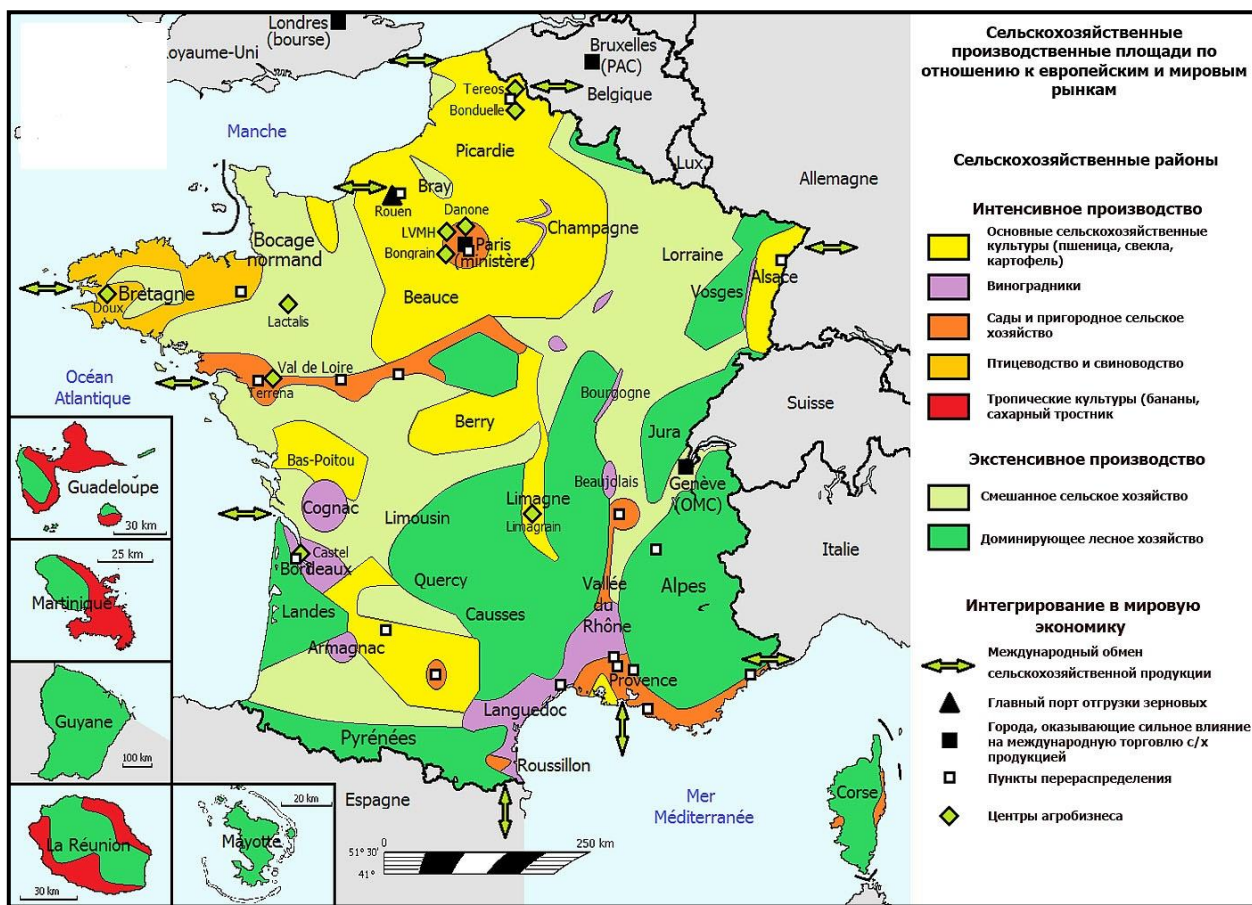 Londres
(bourse)
oyaume-Uni
Bruxelles
(PAC)
Belgique
Tereos
Bonduelle
Manche
Picardie
Lux.
Allemagne
Bray
Rouen
Danone
LVMH
Champagne
Bongrain
Paris
(ministère)
Bocage
normand
Lorraine
Alsace
Vosges
Beauce
Bretagne
Doux
Lactalis
Val de Loire
Terrena
Océan
Atlantique
Bourgogne
Suisse
Berry
Jura
Bas-Poitou
Beaujolais
Genève
(OMC)
Cognac
Limousin
Limagne
Limagrain
Italie
Castel
Bordeaux
Quercy
Vallée
du
Rhône
Alpes
Landes
Causses
Armagnac
Provence
Languedoc
Pyrénées
Roussillon
Espagne
Mer
Méditerranée
Corse
0
250 km
51° 30'
41°
Guadeloupe
30 km
25 km
Martinique
Guyane
100 km
La Réunion
30 km
20 km
Mayotte
Сельскохозяйственные
производственные площади по
отношению к европейским и мировым
рынкам
Сельскохозяйственные районы
Интенсивное производство
Основные сельскохозяйственные
культуры (пшеница, свекла,
картофель)
Виноградники
Сады и пригородное сельское
хозяйство
Птицеводство и свиноводство
Тропические культуры (бананы,
сахарный тростник
Экстенсивное производство
Смешанное сельское хозяйство
Доминирующее лесное хозяйство
Интегрирование в мировую
экономику
Международный обмен
сельскохозяйственной продукции
Главный порт отгрузки зерновых
Города, оказывающие сильное влияние
на международную торговлю с/х
продукцией
Пункты перераспределения
Центры агробизнеса